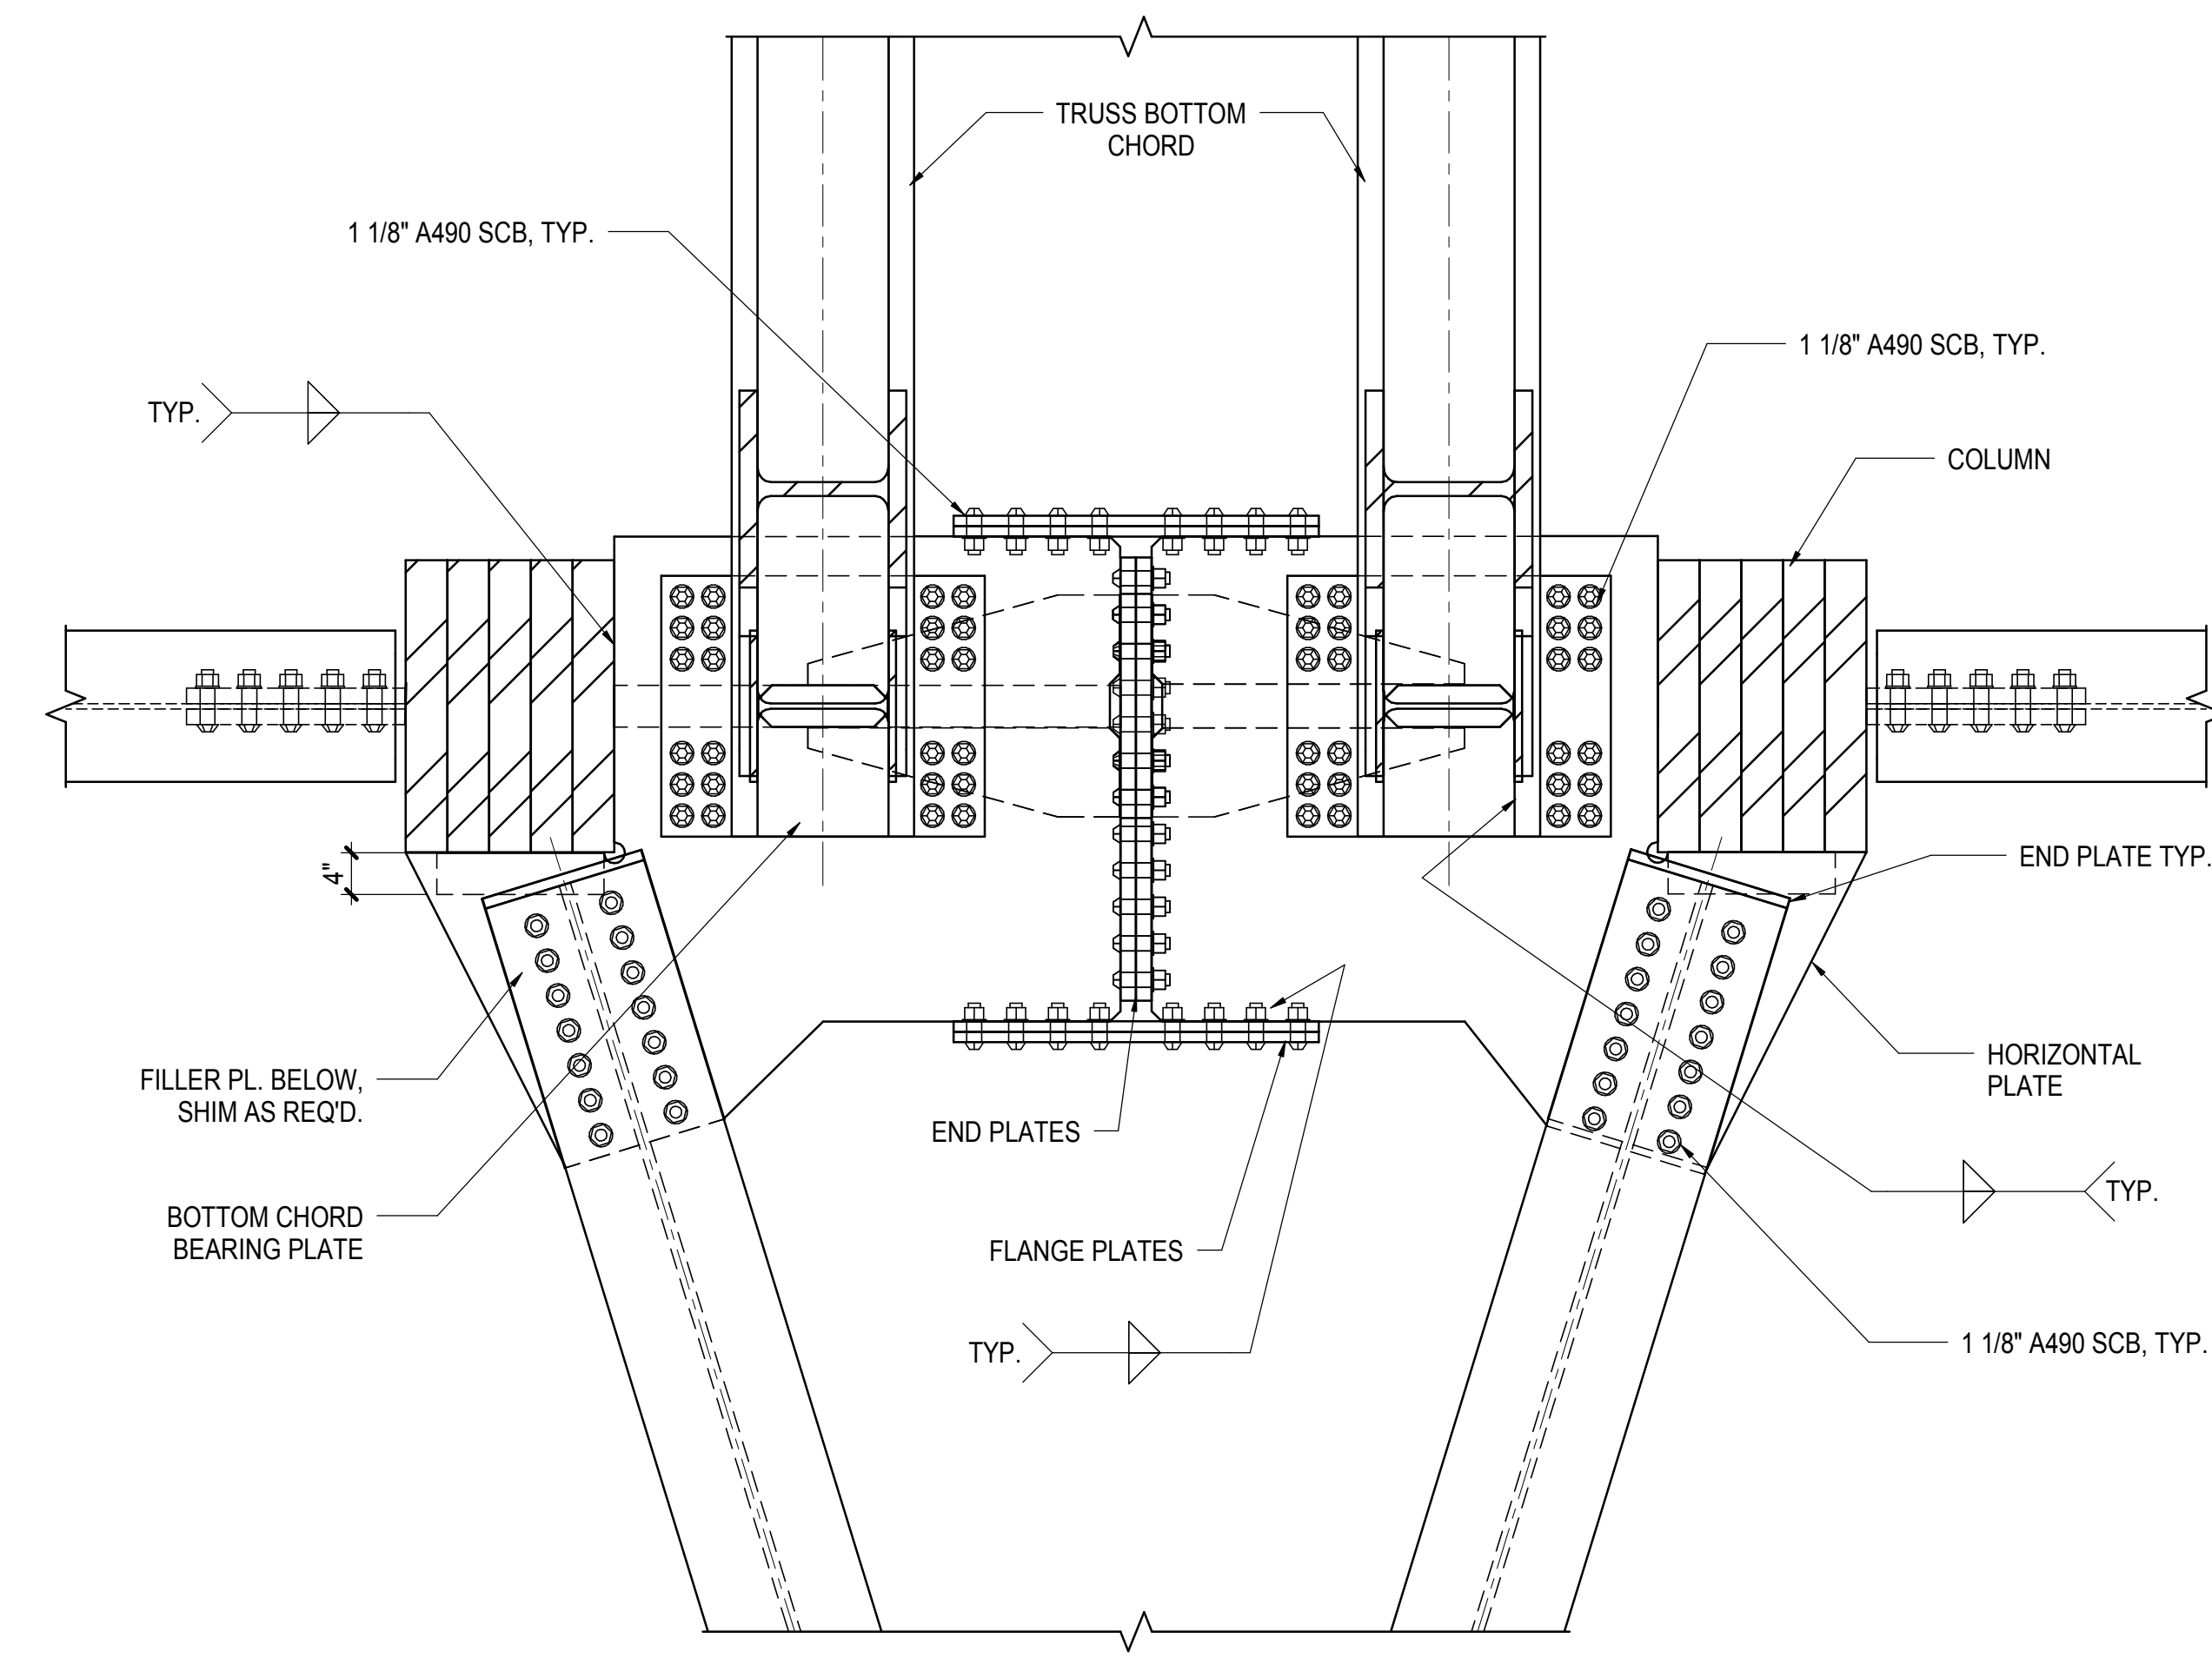 TRUSS BOTTOM
CHORD
1 1/8" A490 SCB, TYP.
1 1/8" A490 SCB, TYP.
TYP.
COLUMN
4"
END PLATE TYP.
HORIZONTAL
PLATE
FILLER PL. BELOW,
SHIM AS REQ'D.
END PLATES
TYP.
BOTTOM CHORD
BEARING PLATE
FLANGE PLATES
TYP.
1 1/8" A490 SCB, TYP.